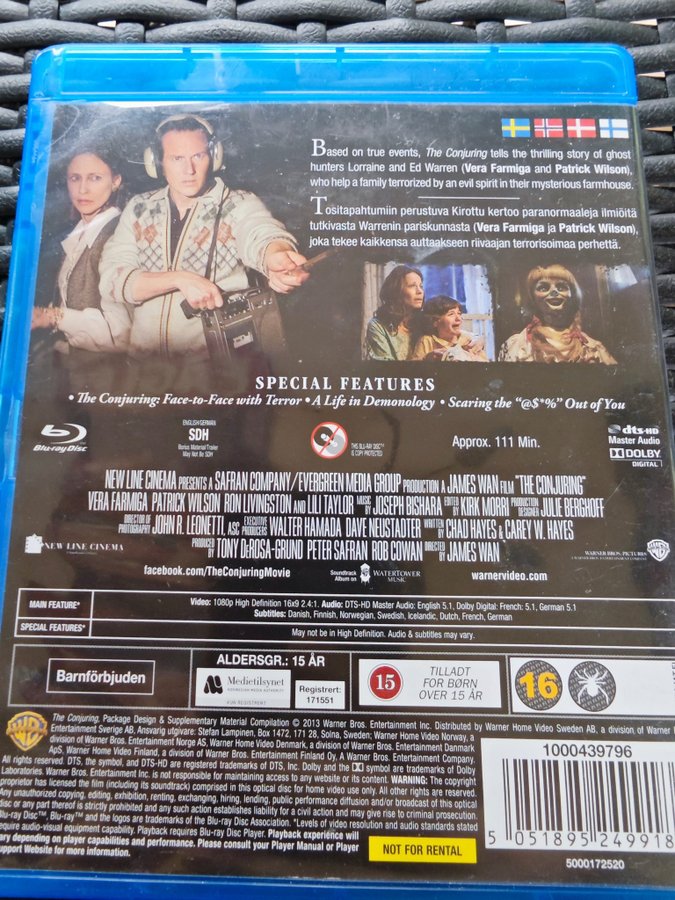 Based on true events, The Conjuring tells the thrilling story of ghost
hunters Lorraine and Ed Warren (Vera Farmiga and Patrick Wilson),
who help a family terrorized by an evil spirit in their mysterious farmhouse.
Tositapahtumiin perustuva Kirottu kertoo paranormaaleja ilmiöitä
tutkivasta Warrenin pariskunnasta (Vera Farmiga ja Patrick Wilson),
joka tekee kaikkensa auttaakseen riivaajan terrorisoimaa perhettä.
SPECIAL FEATURES
• The Conjuring: Face-to-Face with Terror • A Life in Demonology • Scaring the “@$*%” Out of You
Blu-ray Disc
ENGLISH/GERMAN
SDH
Bonus Material/Trailer
May Not Be SDH
THIS BLU-RAY DISC™
IS COPY PROTECTED
Approx. 111 Min.
dts-HD
Master Audio
DOLBY
DIGITAL
NEW LINE CINEMA PRESENTS A SAFRAN COMPANY/EVERGREEN MEDIA GROUP PRODUCTION A JAMES WAN FILM "THE CONJURING"
VERA FARMIGA PATRICK WILSON RON LIVINGSTON AND LILI TAYLOR MUSIC BY JOSEPH BISHARA EDITED BY KIRK MORRI PRODUCTION DESIGNER JULIE BERGHOFF
DIRECTOR OF PHOTOGRAPHY JOHN R. LEONETTI, ASC EXECUTIVE PRODUCERS WALTER HAMADA DAVE NEUSTADTER WRITTEN BY CHAD HAYES & CAREY W. HAYES
PRODUCED BY TONY DEROSA-GRUND PETER SAFRAN ROB COWAN DIRECTED BY JAMES WAN
NEW LINE CINEMA
WARNER BROS. PICTURES
facebook.com/TheConjuringMovie
Soundtrack
Album on
WATERTOWER
MUSIC
warnervideo.com
MAIN FEATURE*
Video: 1080p High Definition 16x9 2.4:1. Audio: DTS-HD Master Audio: English 5.1, Dolby Digital: French: 5.1, German 5.1
Subtitles: Danish, Finnish, Norwegian, Swedish, Icelandic, Dutch, French, German
SPECIAL FEATURES*
May not be in High Definition. Audio & subtitles may vary.
Barnförbjuden
ALDERSGR.: 15 ÅR
Medietilsynet
NORWEGIAN MEDIA AUTHORITY
Registrert:
171551
15
TILLADT
FOR BØRN
OVER 15 ÅR
16
The Conjuring, Package Design & Supplementary Material Compilation © 2013 Warner Bros. Entertainment Inc. Distributed by Warner Home Video Sweden AB, a division of Warner Bros.
Entertainment Sverige AB. Ansvarig utgivare: Stefan Lampinen, Box 1472, 171 28, Solna, Sweden; Warner Home Video Norway, a
division of Warner Bros. Entertainment Norge AS, Warner Home Video Denmark, a division of Warner Bros. Entertainment Danmark
ApS. Warner Home Video Finland, a division of Warner Bros. Entertainment Finland Oy, A Warner Bros. Entertainment Company.
All rights reserved. DTS, the symbol, and DTS-HD are registered trademarks of DTS, Inc. Dolby and the symbol are trademarks of Dolby
Laboratories. Warner Bros. Entertainment Inc. is not responsible for managing access to any website or its content. WARNING: The copyright
proprietor has licensed the film (including its soundtrack) comprised in this optical disc for home video use only. All other rights are reserved.
Any unauthorized copying, editing, exhibition, renting, exchanging, hiring, lending, public performance diffusion and/or broadcast of this optical
disc or any part thereof is strictly prohibited and any such action establishes liability for a civil action and may give rise to criminal prosecution.
Blu-ray Disc™, Blu-ray™ and the logos are trademarks of the Blu-ray Disc Association. *Levels of video resolution and audio standards stated
require audio-visual equipment capability. Playback requires Blu-ray Disc Player. Playback experience will
vary depending on player capabilities and performance. Please consult your Player Manual or Player
Support Website for more information.
NOT FOR RENTAL
1000439796
5 051895 249918
5000172520